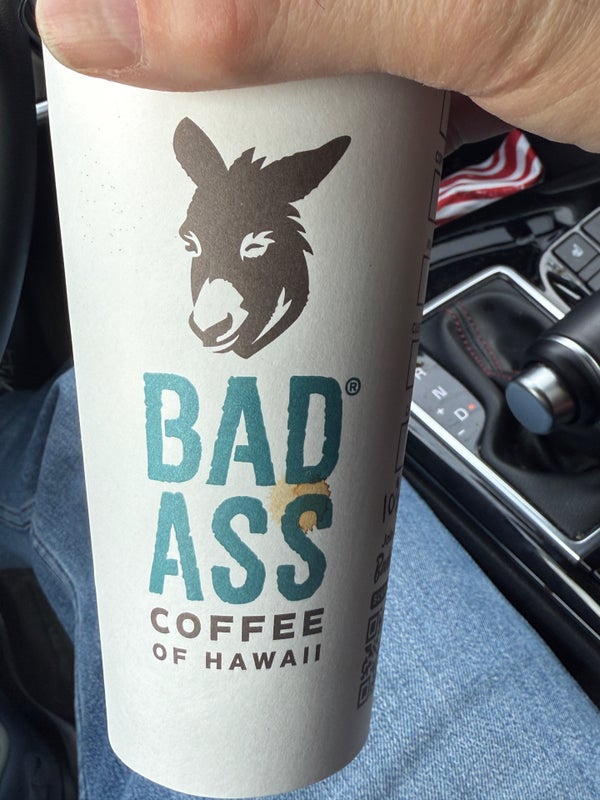 BAD®
ASS
COFFEE
OF HAWAII
R
N
+ D
-